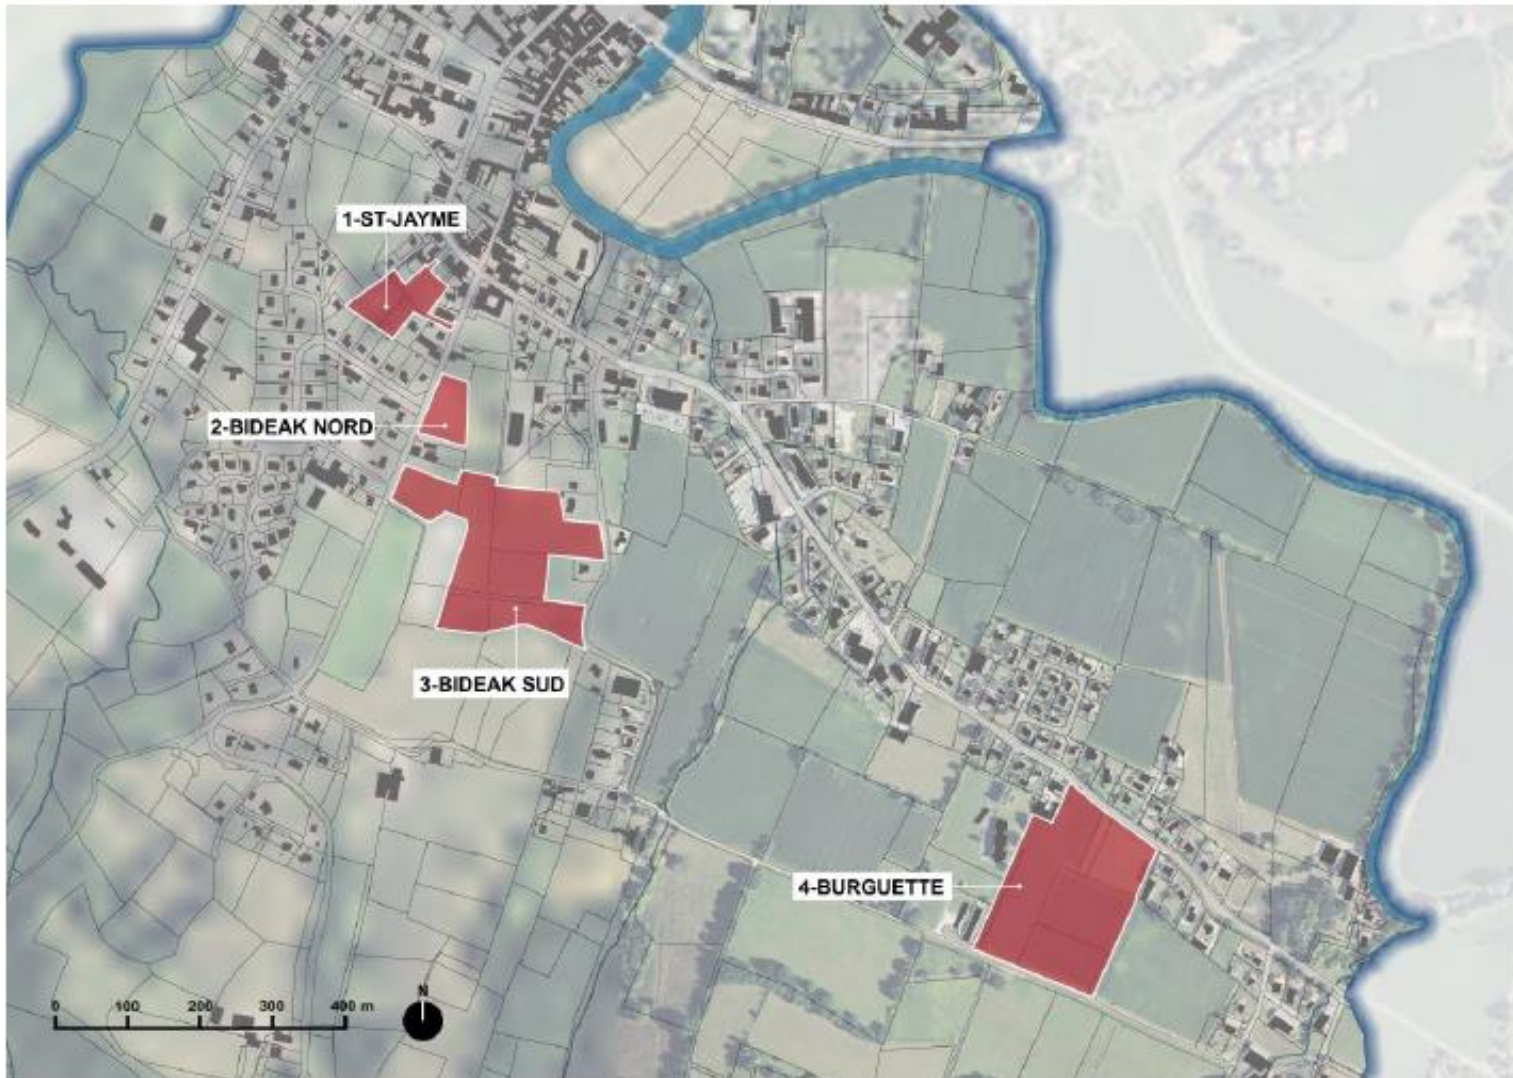 1-ST-JAYME
2-BIDEAK NORD
3-BIDEAK SUD
4-BURGUETTE
0 100 200 300 400 m
N